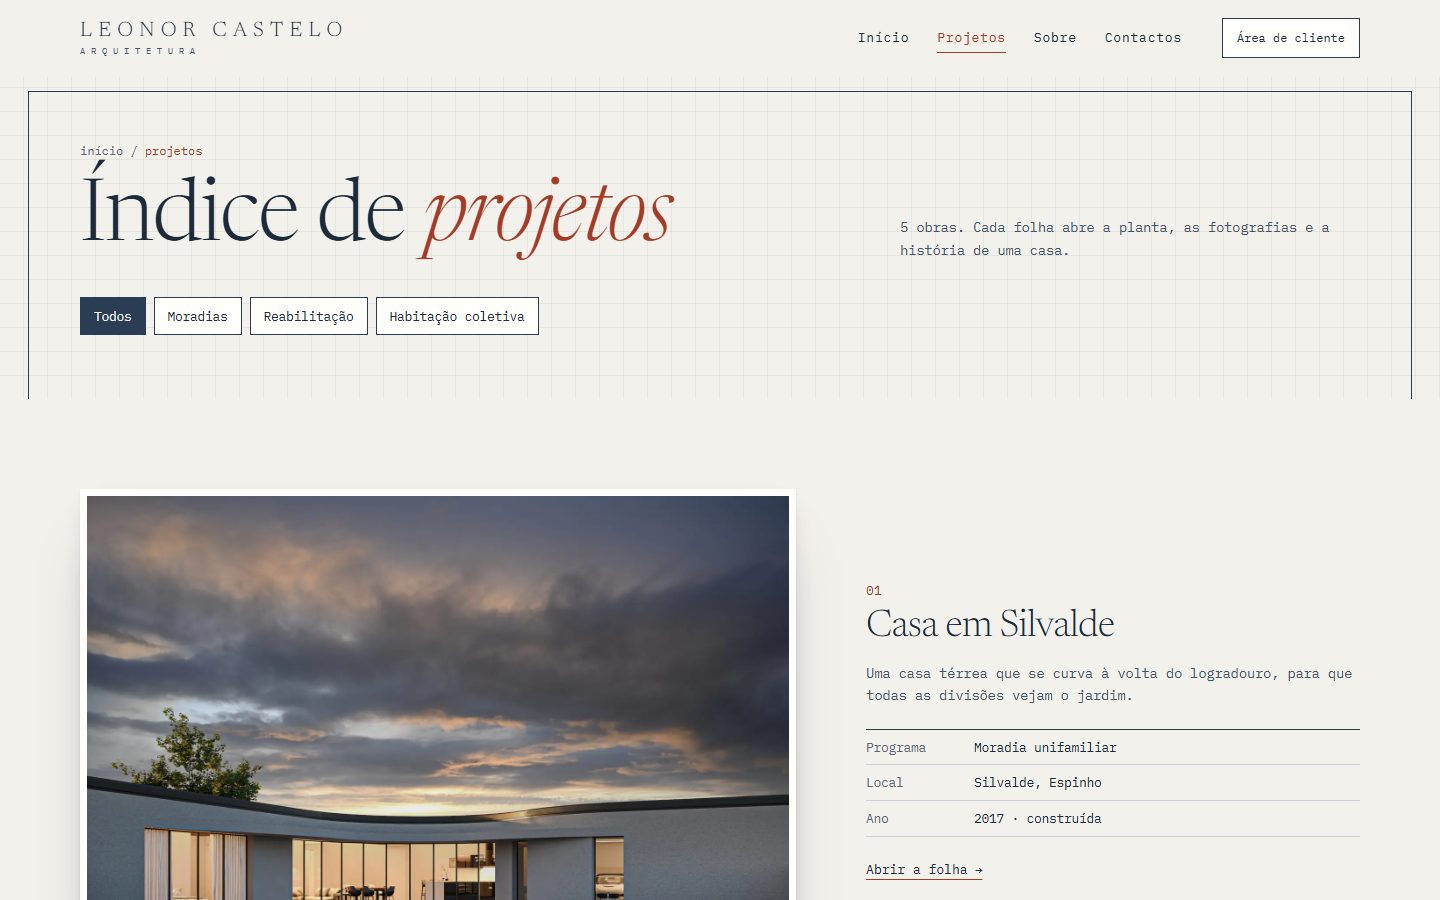 LEONOR CASTELO
ARQUITETURA
Início
Projetos
Sobre
Contactos
Área de cliente
início / projetos
Índice de projetos
5 obras. Cada folha abre a planta, as fotografias e a
história de uma casa.
Todos
Moradias
Reabilitação
Habitação coletiva
01
Casa em Silvalde
Uma casa térrea que se curva à volta do logradouro, para que
todas as divisões vejam o jardim.
Programa Moradia unifamiliar
Local Silvalde, Espinho
Ano 2017 · construída
Abrir a folha →